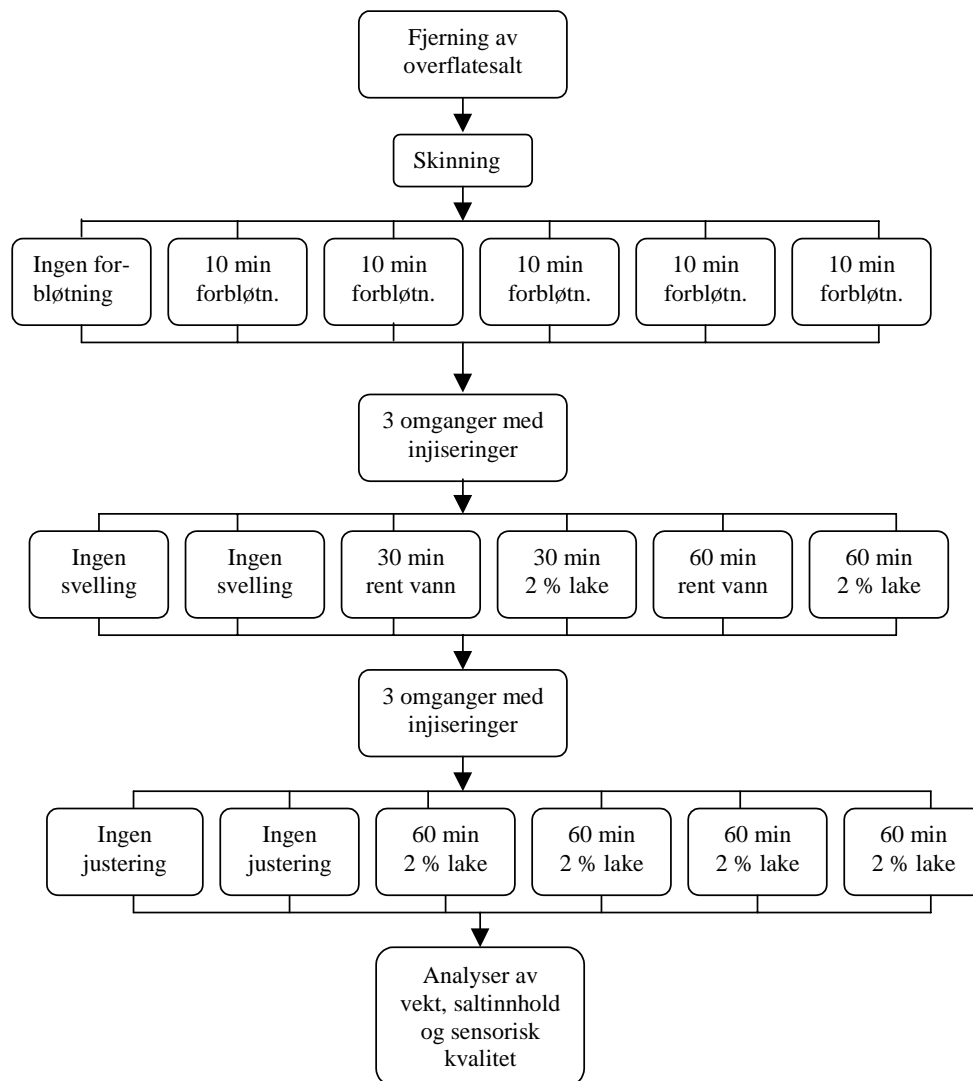 Fjerning av
overflatesalt
Skinning
Ingen for-
bløtning
10 min
forbløtn.
10 min
forbløtn.
10 min
forbløtn.
10 min
forbløtn.
10 min
forbløtn.
3 omganger med
injiseringer
Ingen
svelling
Ingen
svelling
30 min
rent vann
30 min
2 % lake
60 min
rent vann
60 min
2 % lake
3 omganger med
injiseringer
Ingen
justering
Ingen
justering
60 min
2 % lake
60 min
2 % lake
60 min
2 % lake
60 min
2 % lake
Analyser av
vekt, saltinnhold
og sensorisk
kvalitet